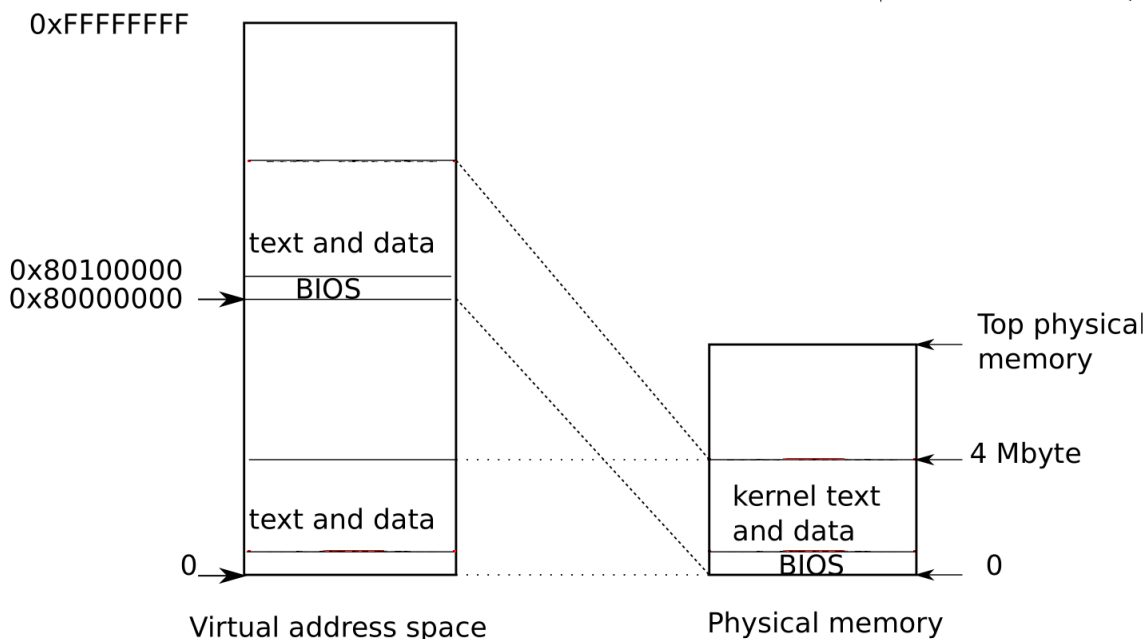 0xFFFFFFFF
text and data
0x80100000
BIOS
0x80000000
Top physical
memory
4 Mbyte
kernel text
and data
text and data
BIOS
0
0
Virtual address space
Physical memory